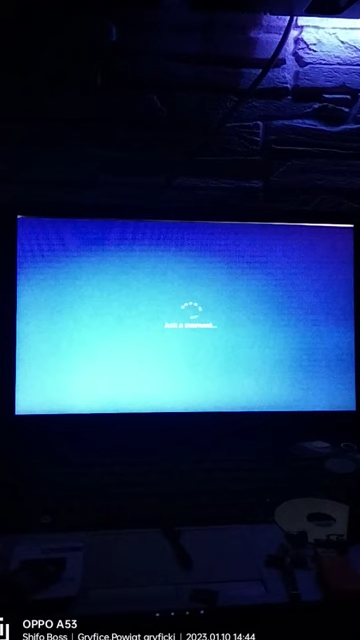 Just a moment...
OPPO A53
Shifo Boss | Gryfice,Powiat gryficki | 2023.01.10 14:44